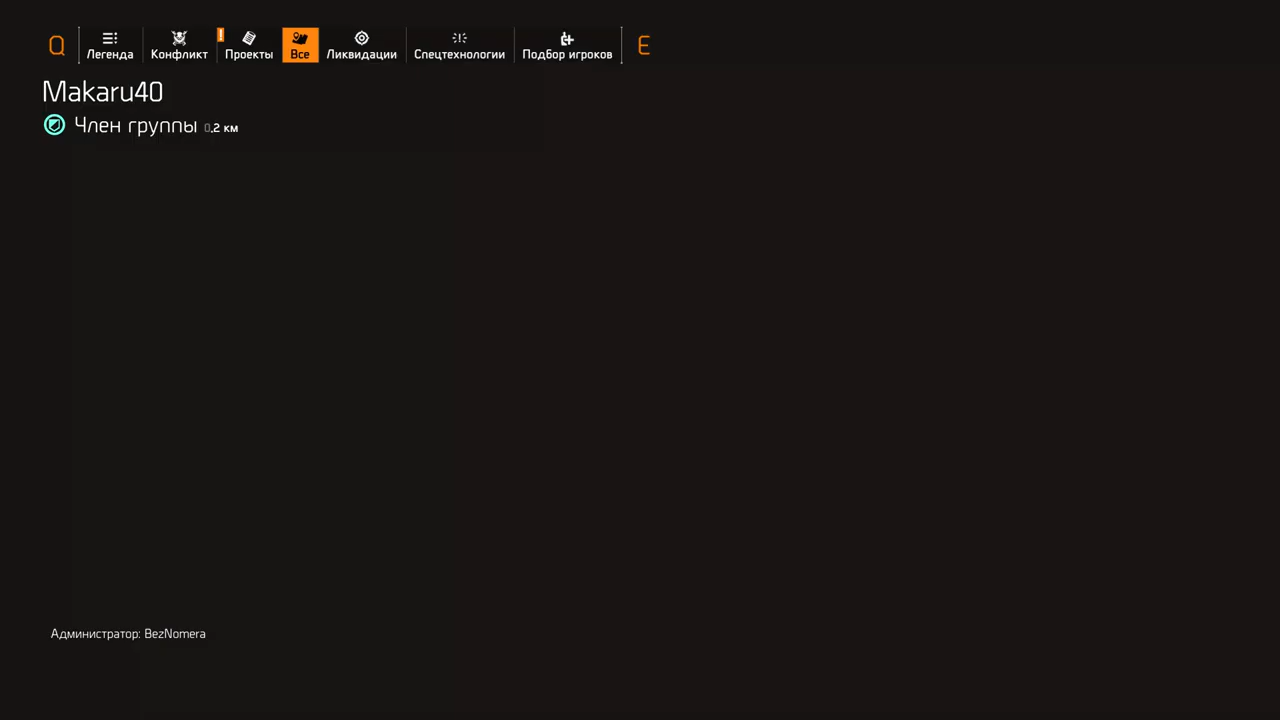 Q Легенда Конфликт Проекты Все Ликвидации Спецтехнологии Подбор игроков E
Makaru40
Член группы 0.2 км
Администратор: BezNomera